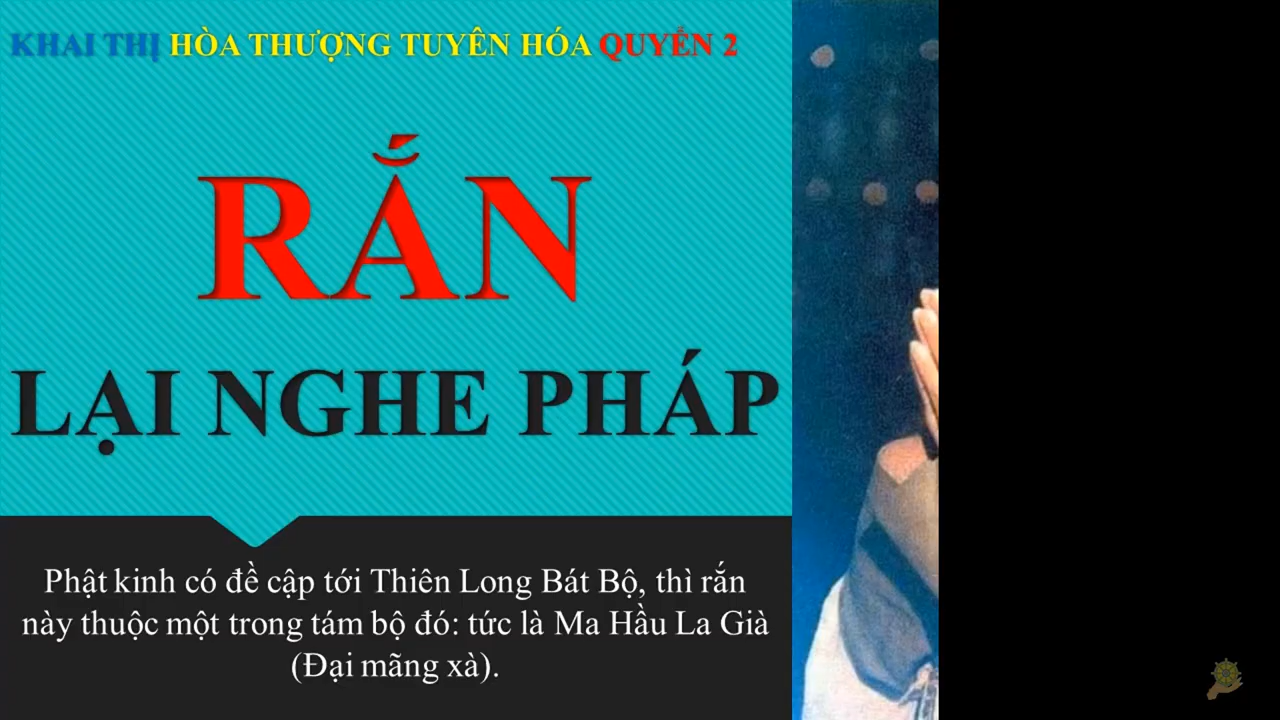 KHAI THỊ HÒA THƯỢNG TUYÊN HÓA QUYỂN 2
RẮN
LẠI NGHE PHÁP
Phật kinh có đề cập tới Thiên Long Bát Bộ, thì rắn
này thuộc một trong tám bộ đó: tức là Ma Hầu La Già
(Đại mãng xà).